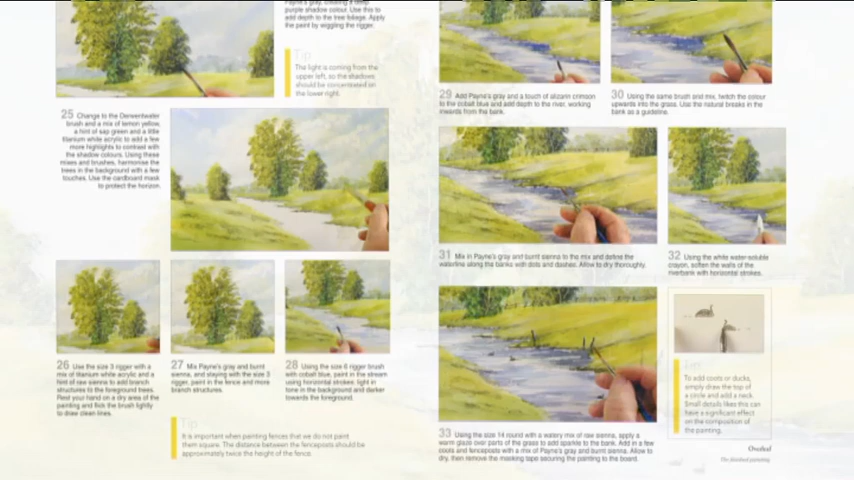 Payne's gray, creating a deep
purple shadow colour. Use this to
add depth to the tree foliage. Apply
the paint by wiggling the rigger.
Tip
The light is coming from the
upper left, so the shadows
should be concentrated on
the lower right.
25 Change to the Derwentwater
brush and a mix of lemon yellow,
a hint of sap green and a little
titanium white acrylic to add a few
more highlights to contrast with
the shadow colours. Using these
mixes and brushes, harmonise the
trees in the background with a few
touches. Use the cardboard mask
to protect the horizon.
26 Use the size 3 rigger with a
mix of titanium white acrylic and a
hint of raw sienna to add branch
structures to the foreground trees.
Rest your hand on a dry area of the
painting and flick the brush lightly
to draw clean lines.
27 Mix Payne's gray and burnt
sienna, and staying with the size 3
rigger, paint in the fence and more
branch structures.
28 Using the size 6 rigger brush
with cobalt blue, paint in the stream
using horizontal strokes: light in
tone in the background and darker
towards the foreground.
Tip
It is important when painting fences that we do not paint
them square. The distance between the fenceposts should be
approximately twice the height of the fence.
29 Add Payne's gray and a touch of alizarin crimson
to the cobalt blue and add depth to the river, working
inwards from the bank.
30 Using the same brush and mix, twitch the colour
upwards into the grass. Use the natural breaks in the
bank as a guideline.
31 Mix in Payne's gray and burnt sienna to the mix and define the
waterline along the banks with dots and dashes. Allow to dry thoroughly.
32 Using the white water-soluble
crayon, soften the walls of the
riverbank with horizontal strokes.
33 Using the size 14 round with a watery mix of raw sienna, apply a
warm glaze over parts of the grass to add sparkle to the bank. Add in a few
coots and fenceposts with a mix of Payne's gray and burnt sienna. Allow to
dry, then remove the masking tape securing the painting to the board.
Tip
To add coots or ducks,
simply draw the top of
a circle and add a neck.
Small details likes this can
have a significant effect
on the composition of
the painting.
Overleaf
The finished painting